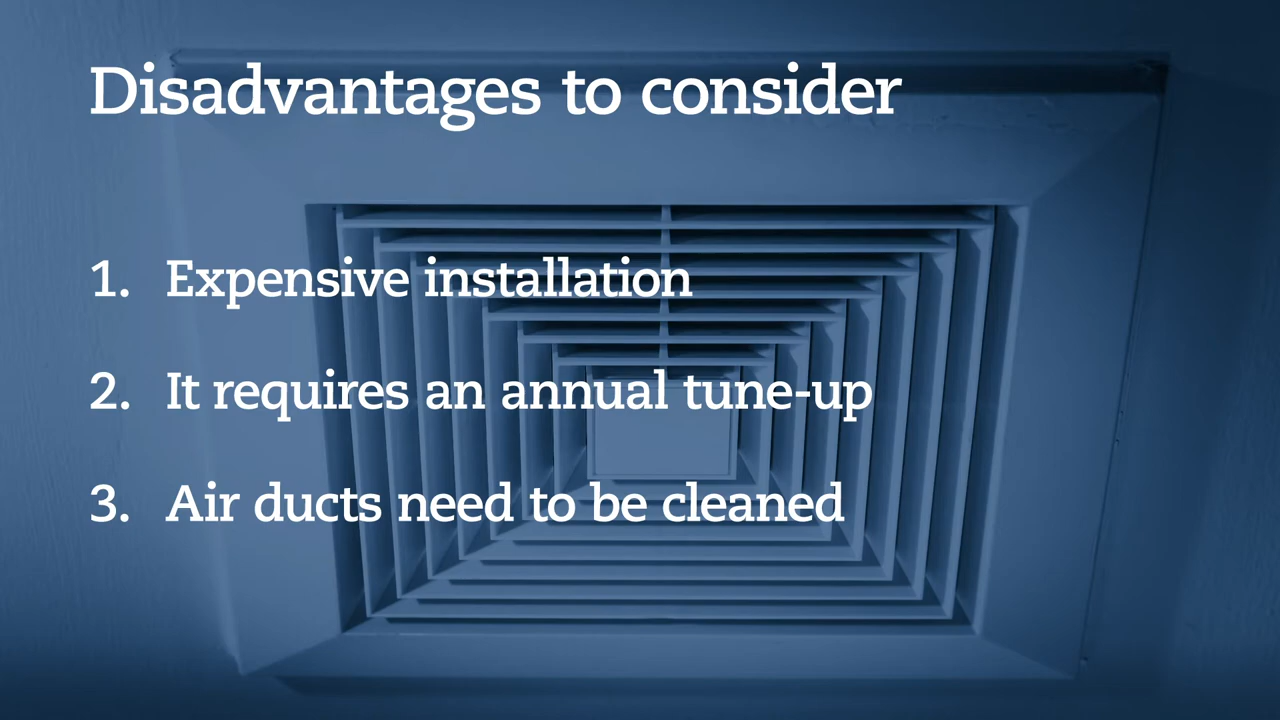 Disadvantages to consider
1. Expensive installation
2. It requires an annual tune-up
3. Air ducts need to be cleaned